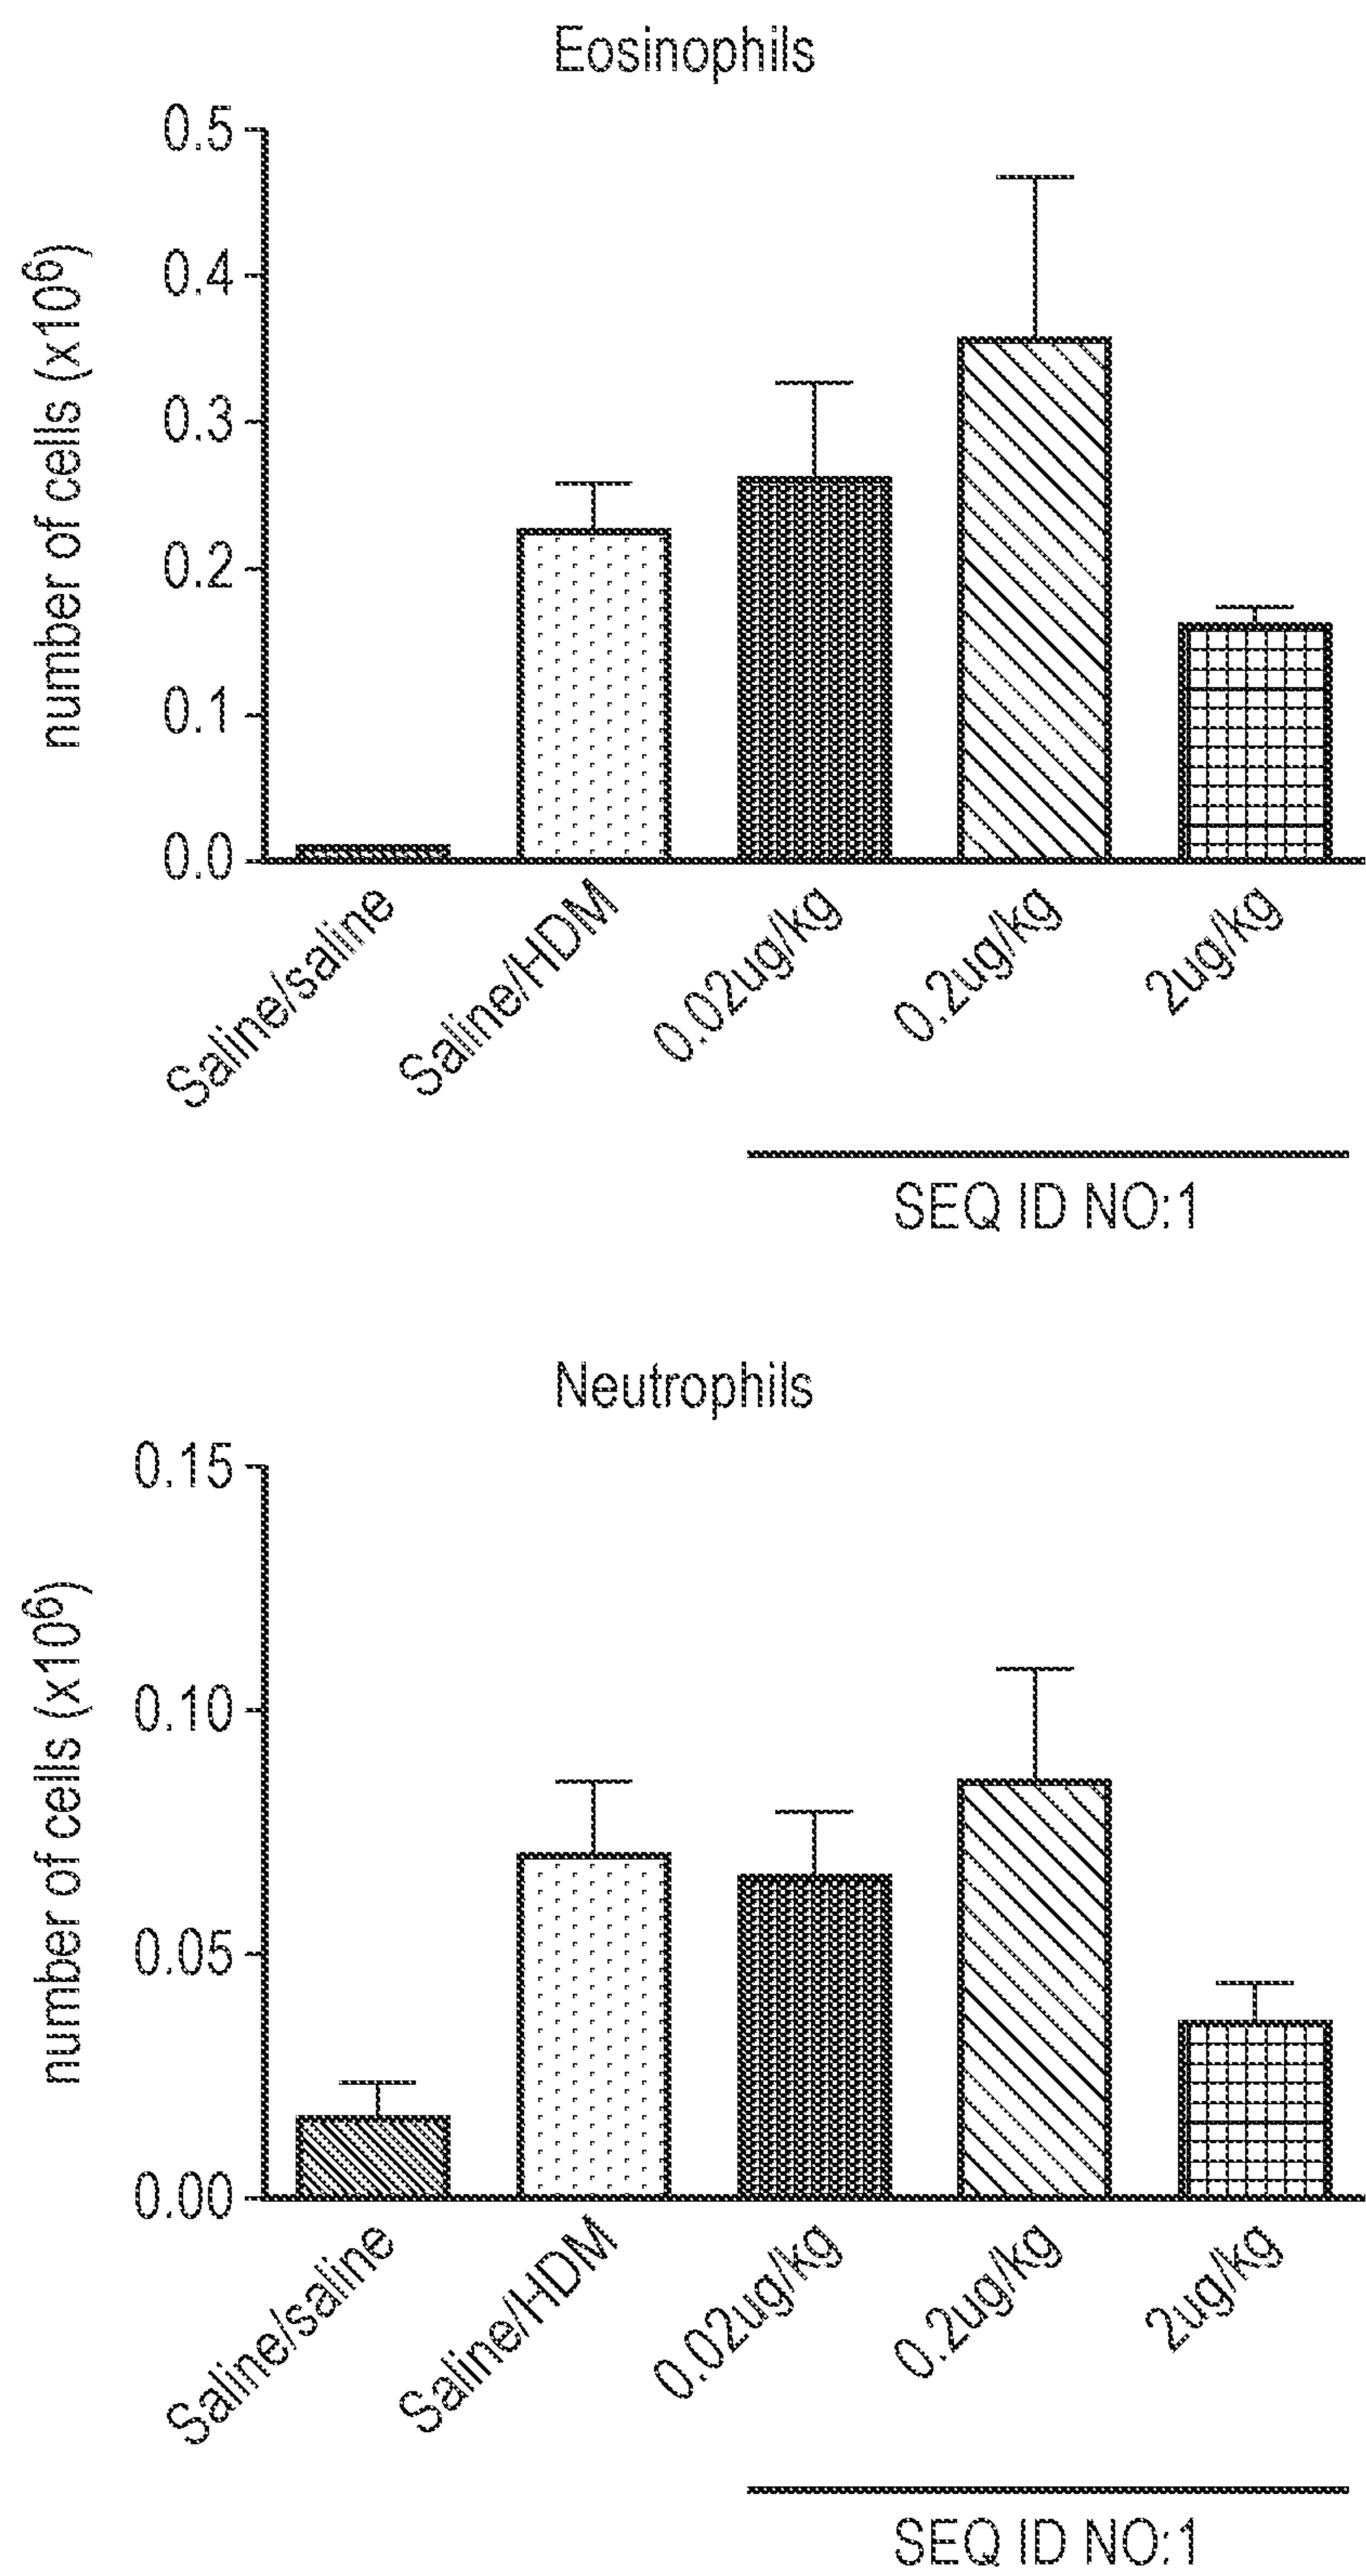 Eosinophils
number of cells (x10⁶)
0.5
0.4
0.3
0.2
0.1
0.0
Saline/saline
Saline/HDM
0.02ug/kg
0.2ug/kg
2ug/kg
SEQ ID NO:1
Neutrophils
number of cells (x10⁶)
0.15
0.10
0.05
0.00
Saline/saline
Saline/HDM
0.02ug/kg
0.2ug/kg
2ug/kg
SEQ ID NO:1